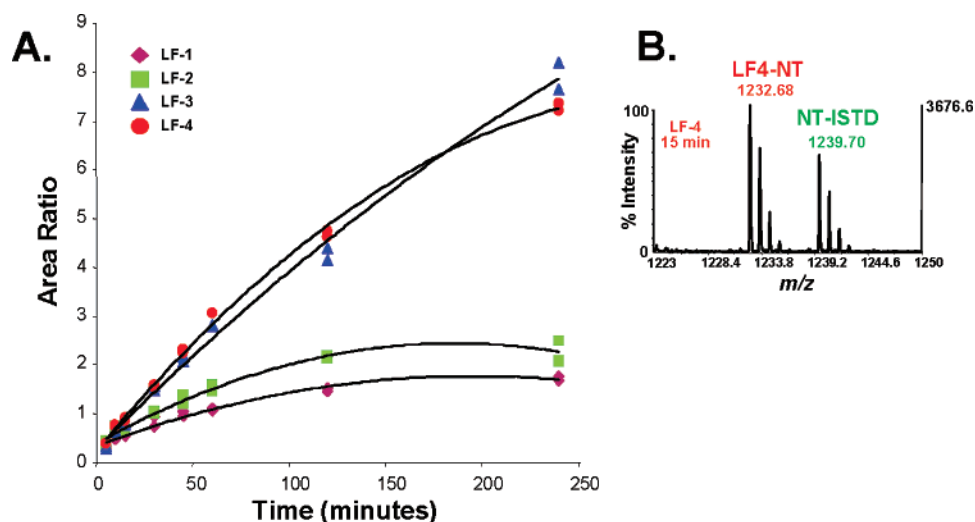 A.
9
8
7
6
5
4
3
2
1
0
Area Ratio
LF-1
LF-2
LF-3
LF-4
0 50 100 150 200 250
Time (minutes)
B.
LF4-NT
1232.68
NT-ISTD
1239.70
LF-4
15 min
100
3676.6
% Intensity
0
1223 1228.4 1233.8 1239.2 1244.6 1250
m/z